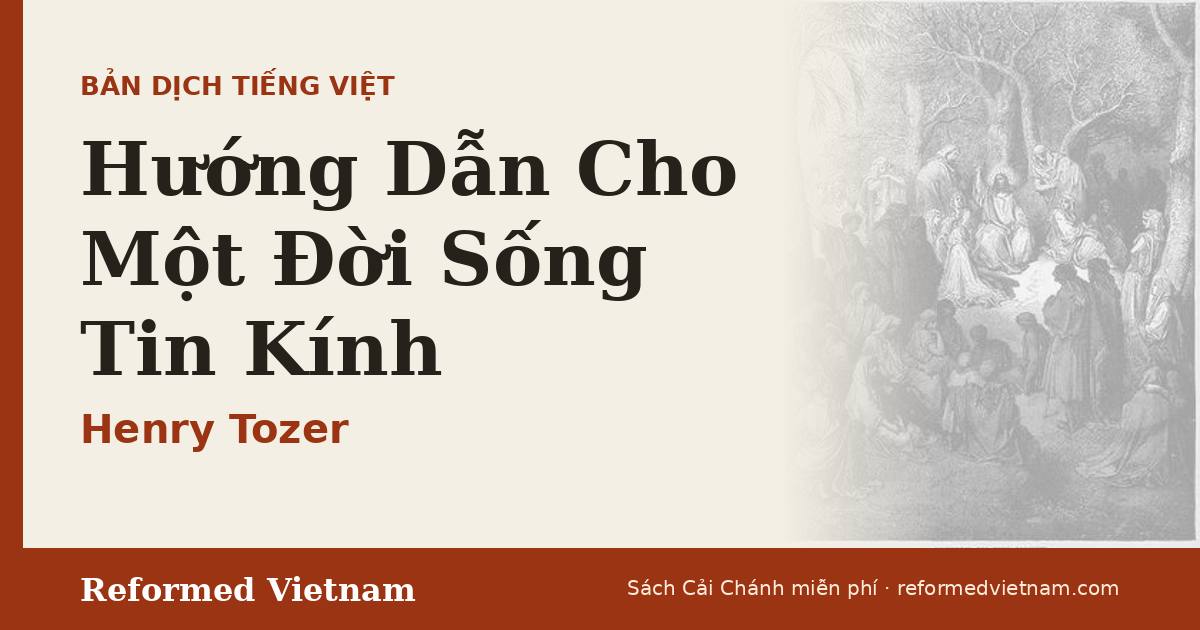 BẢN DỊCH TIẾNG VIỆT
Hướng Dẫn Cho
Một Đời Sống
Tin Kính
Henry Tozer
Reformed Vietnam
Sách Cải Chánh miễn phí · reformedvietnam.com